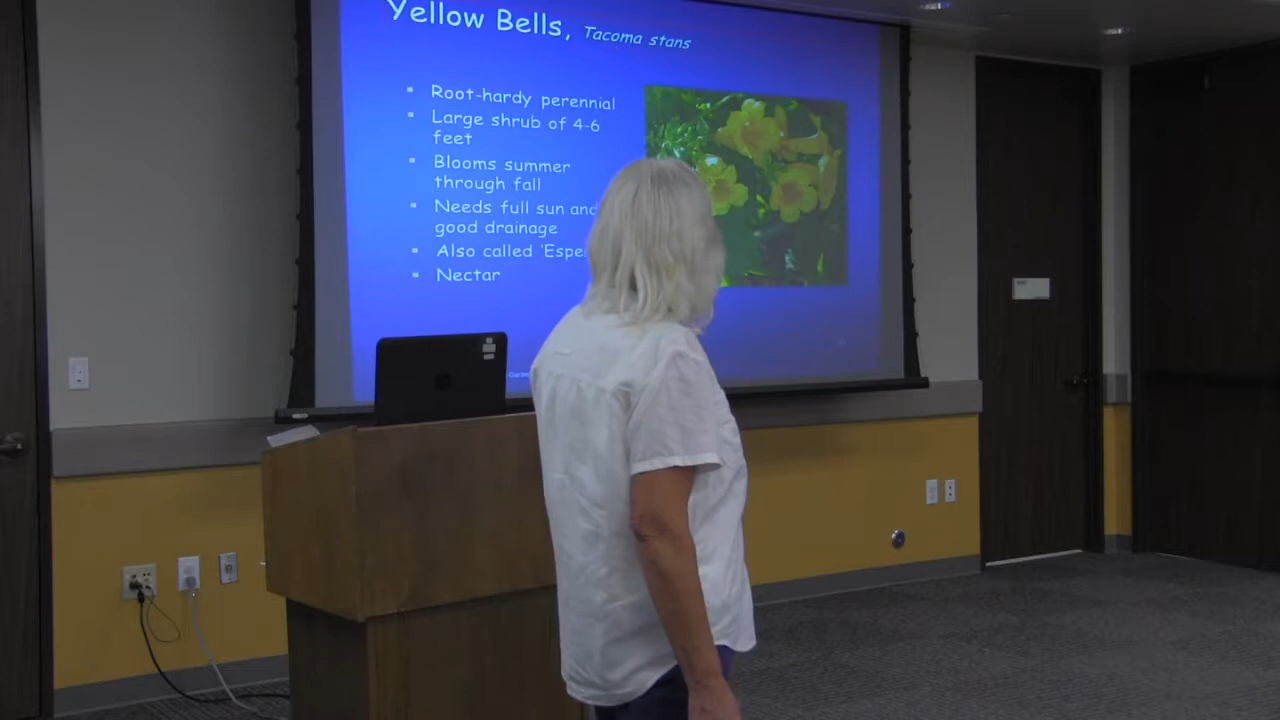 Yellow Bells, Tacoma stans
Root-hardy perennial
Large shrub of 4-6
feet
Blooms summer
through fall
Needs full sun and
good drainage
Also called 'Espe
Nectar